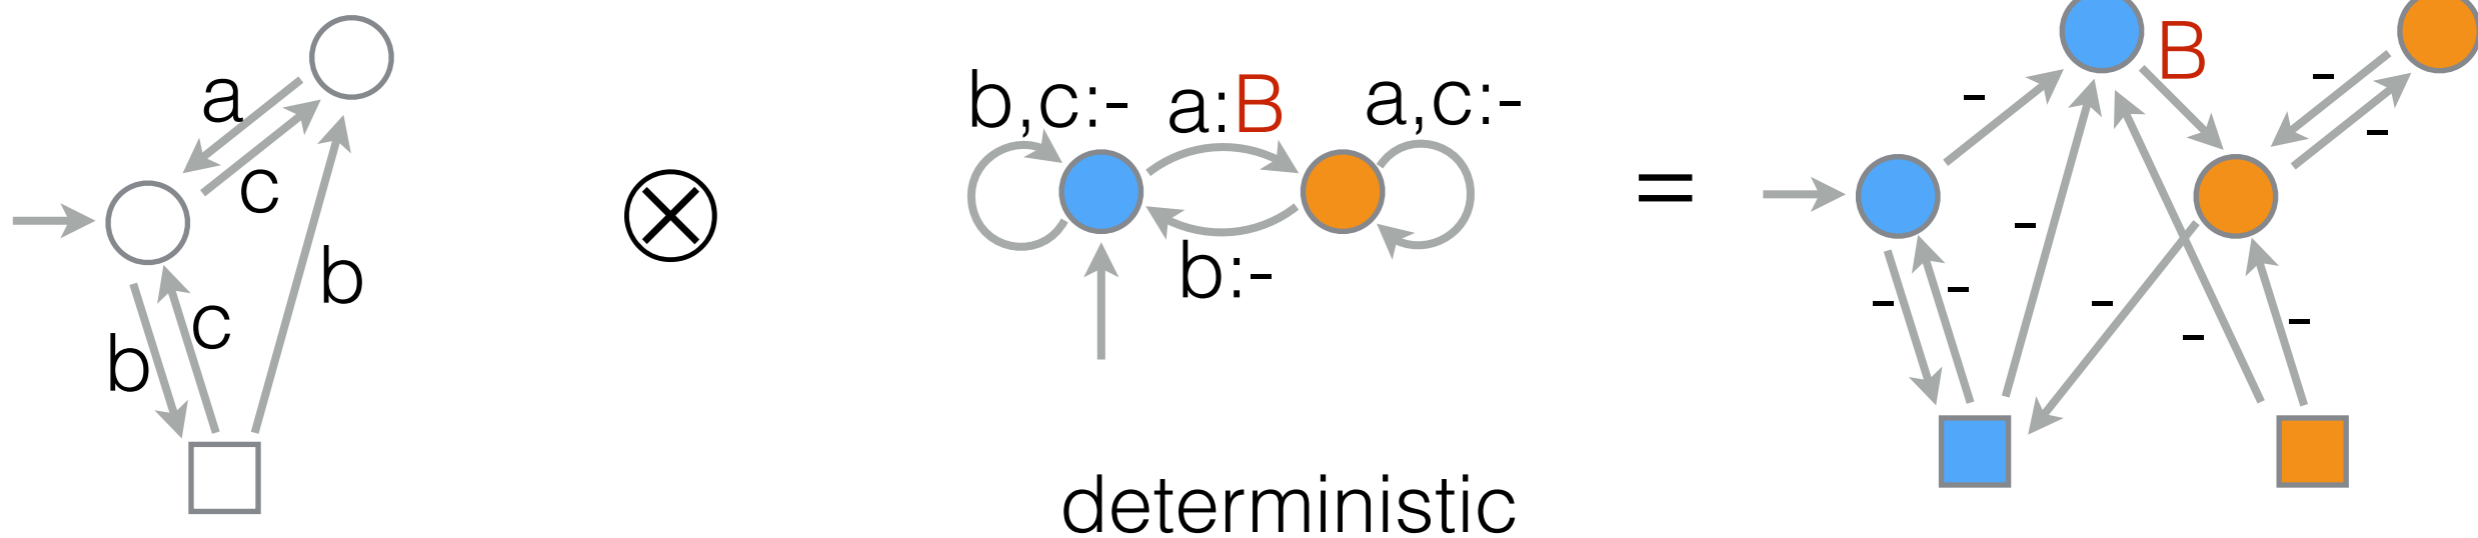 a
c
b
c
b
b,c:-
a:B
a,c:-
b:-
=
B
-
-
-
-
-
-
-
-
-
deterministic